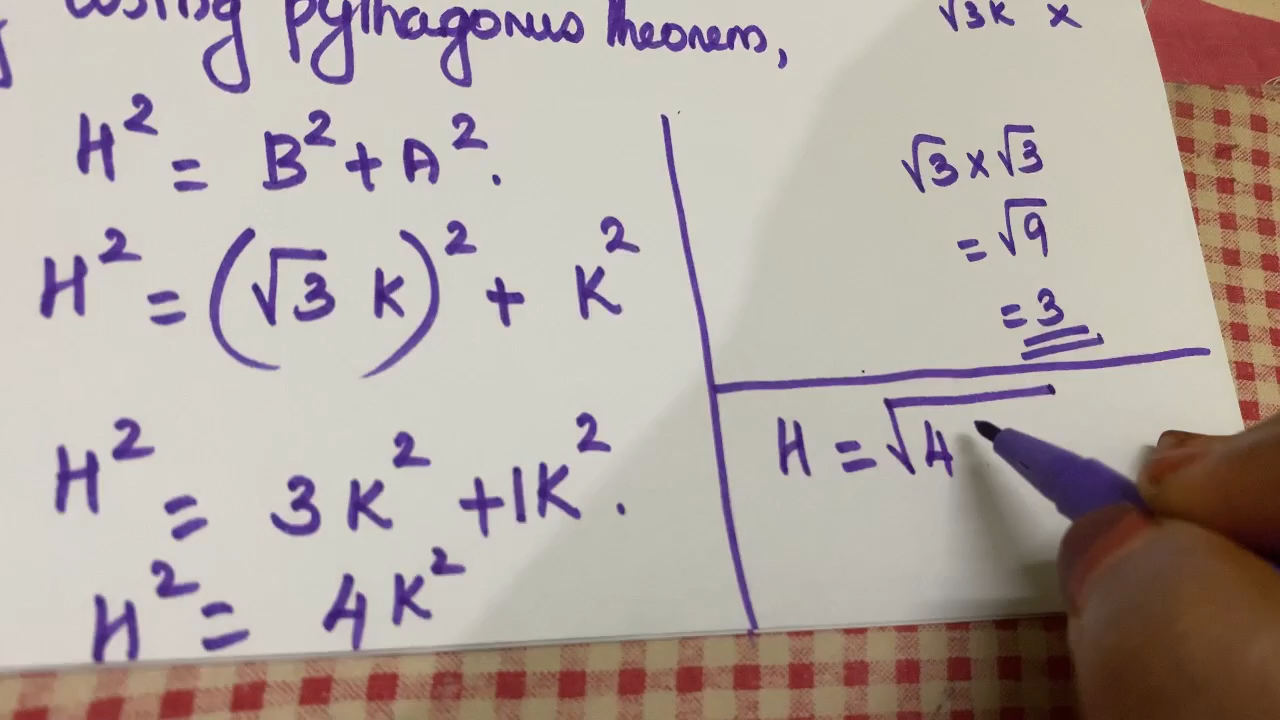 using pythagorus theorem,
H² = B² + A².
H² = (√3 K)² + K²
H² = 3K² + 1K².
H² = 4K²
√3K ×
√3 × √3
= √9
= 3
H = √4